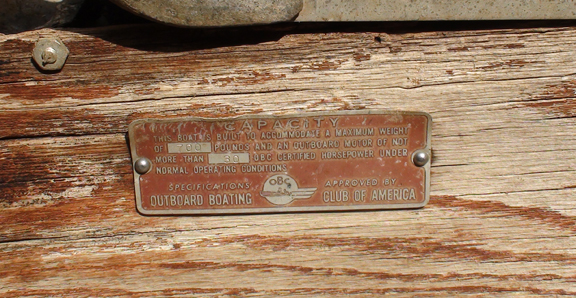 CAPACITY
THIS BOAT IS BUILT TO ACCOMMODATE A MAXIMUM WEIGHT
OF POUNDS AND AN OUTBOARD MOTOR OF NOT
MORE THAN 30 OBC CERTIFIED HORSEPOWER UNDER
NORMAL OPERATING CONDITIONS
SPECIFICATIONS OBC APPROVED BY
OUTBOARD BOATING CLUB OF AMERICA